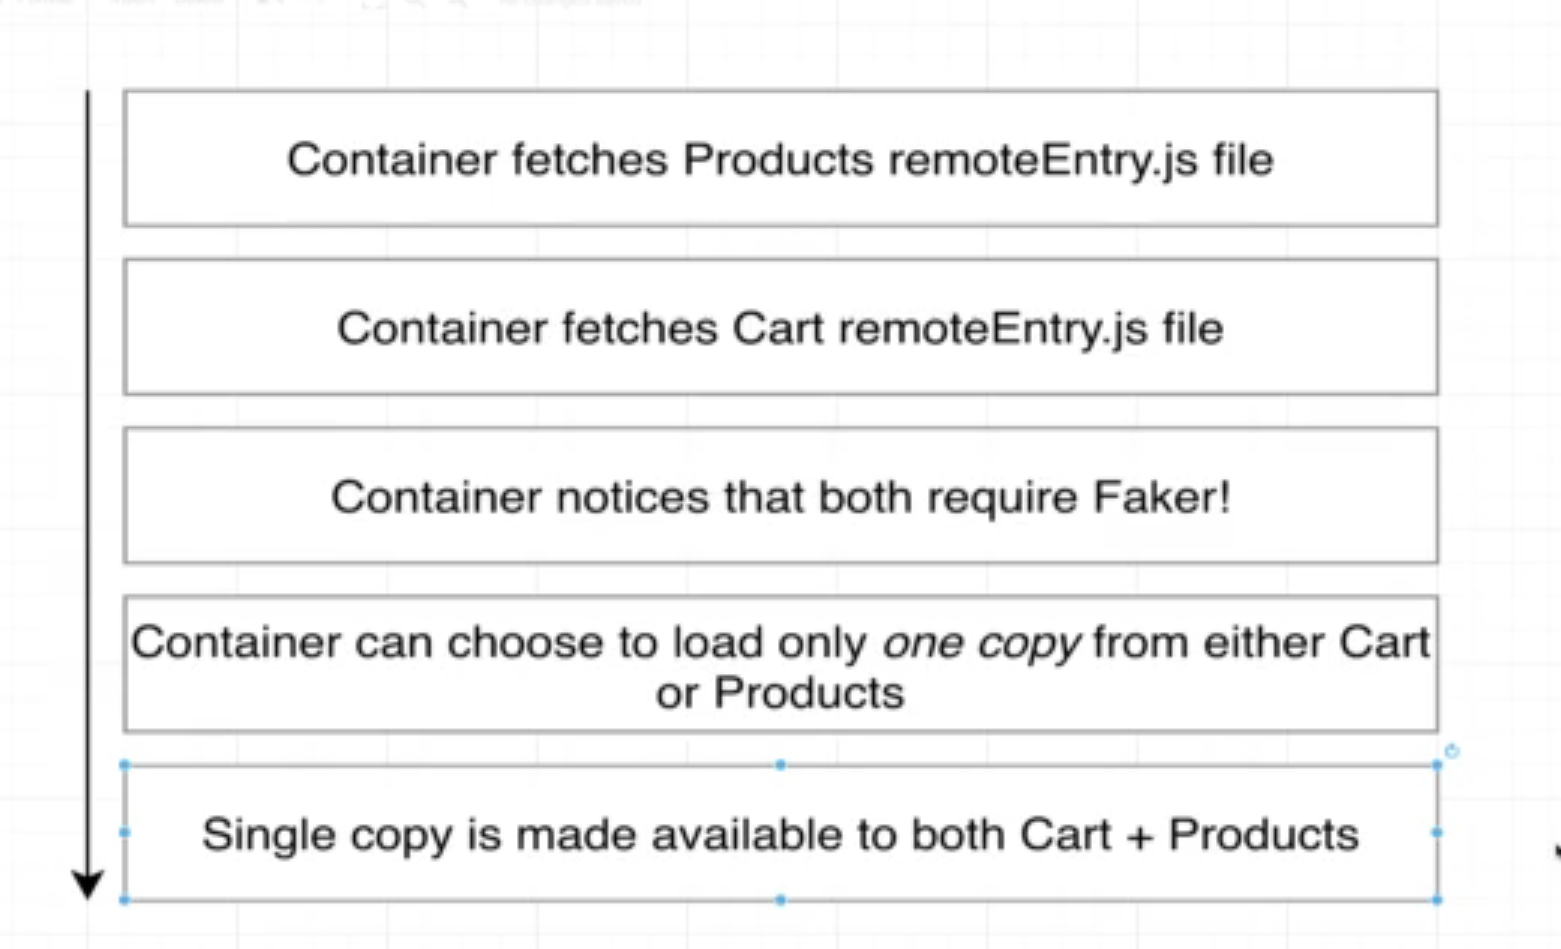 Container fetches Products remoteEntry.js file
Container fetches Cart remoteEntry.js file
Container notices that both require Faker!
Container can choose to load only one copy from either Cart
or Products
Single copy is made available to both Cart + Products